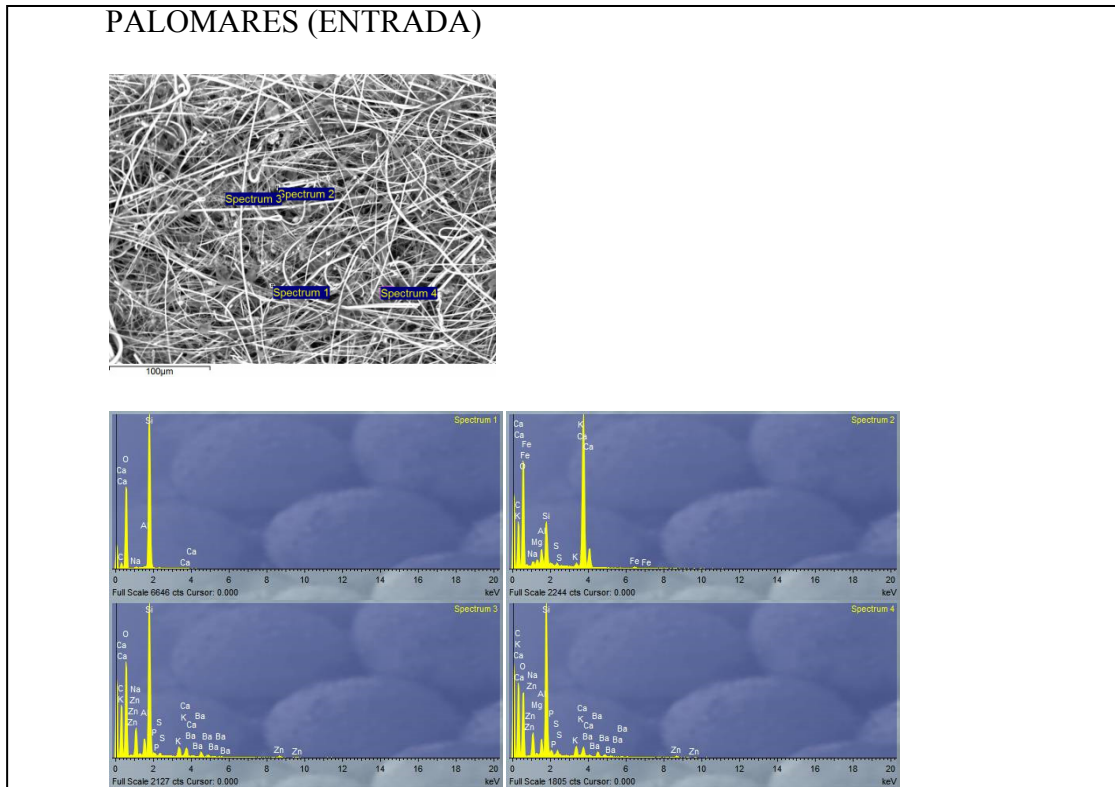 PALOMARES (ENTRADA)
Spectrum 3 Spectrum 2
Spectrum 1 Spectrum 4
100µm
Spectrum 1
Si
O
Ca
Ca
Al
C
Na
Ca
Ca
0 2 4 6 8 10 12 14 16 18 20
Full Scale 6646 cts Cursor: 0.000 keV
Spectrum 2
Ca
Ca
Fe
Fe
O
C
K
Na
Mg
Al
Si
S
S
K
K
Ca
Ca
Fe Fe
0 2 4 6 8 10 12 14 16 18 20
Full Scale 2244 cts Cursor: 0.000 keV
Spectrum 3
Si
O
Ca
Ca
C
K
Na
Zn
Zn
Al
S
P
S
P
K
Ca
K
Ca
Ba
Ba
Ba Ba
Ba Ba
Zn Zn
0 2 4 6 8 10 12 14 16 18 20
Full Scale 2127 cts Cursor: 0.000 keV
Spectrum 4
Si
C
K
Ca
O
Ca
Na
Zn
Zn
Zn
Al
Mg
P
S
P
S
K
Ca
K
Ca
Ba
Ba
Ba Ba
Ba Ba
Zn Zn
0 2 4 6 8 10 12 14 16 18 20
Full Scale 1805 cts Cursor: 0.000 keV